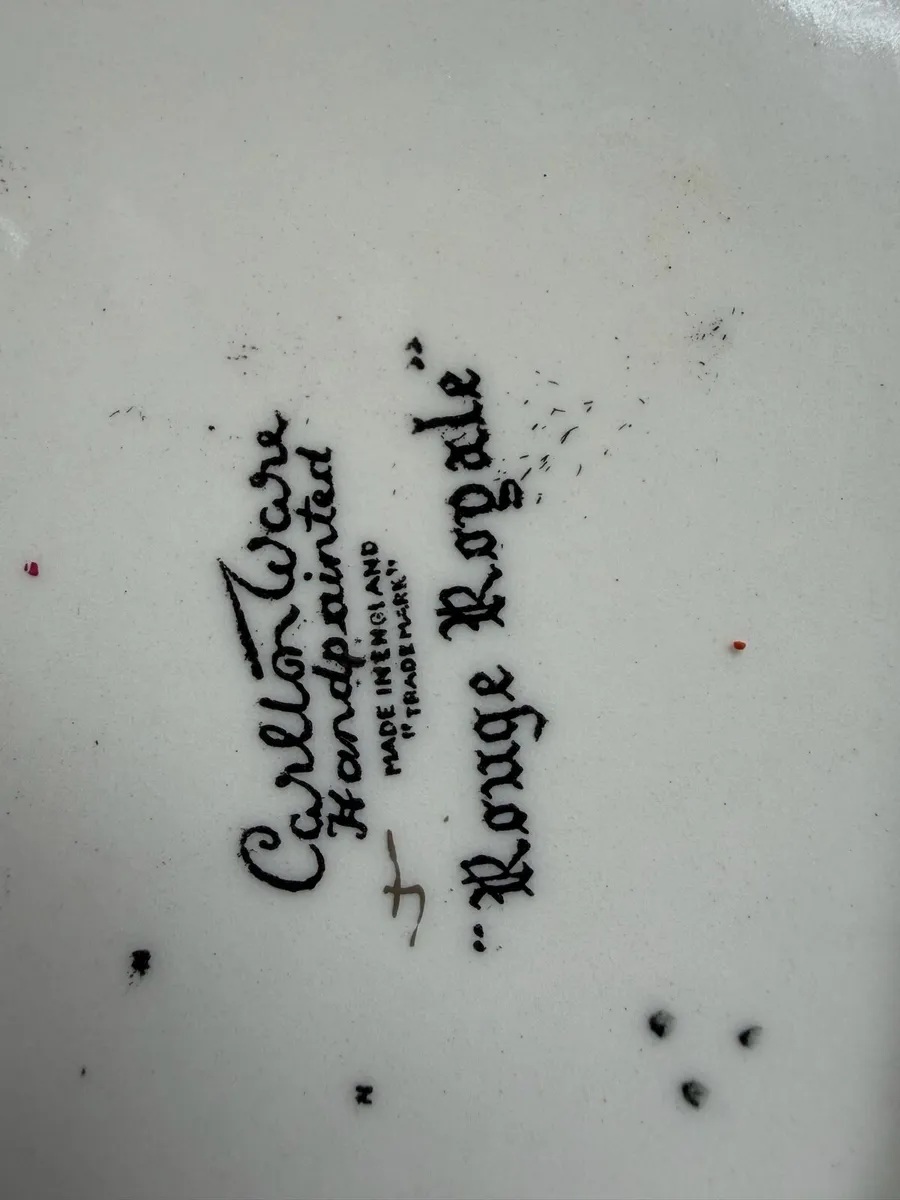 Carlton Ware
Handpainted
MADE IN ENGLAND
"TRADE MARK"
"Rouge Royale"